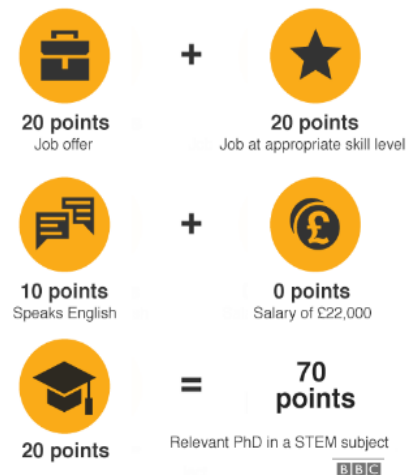 +
20 points
20 points
Job offer
Job at appropriate skill level
+
£
10 points
0 points
Speaks English
Salary of £22,000
=
70
points
20 points
Relevant PhD in a STEM subject
BBC